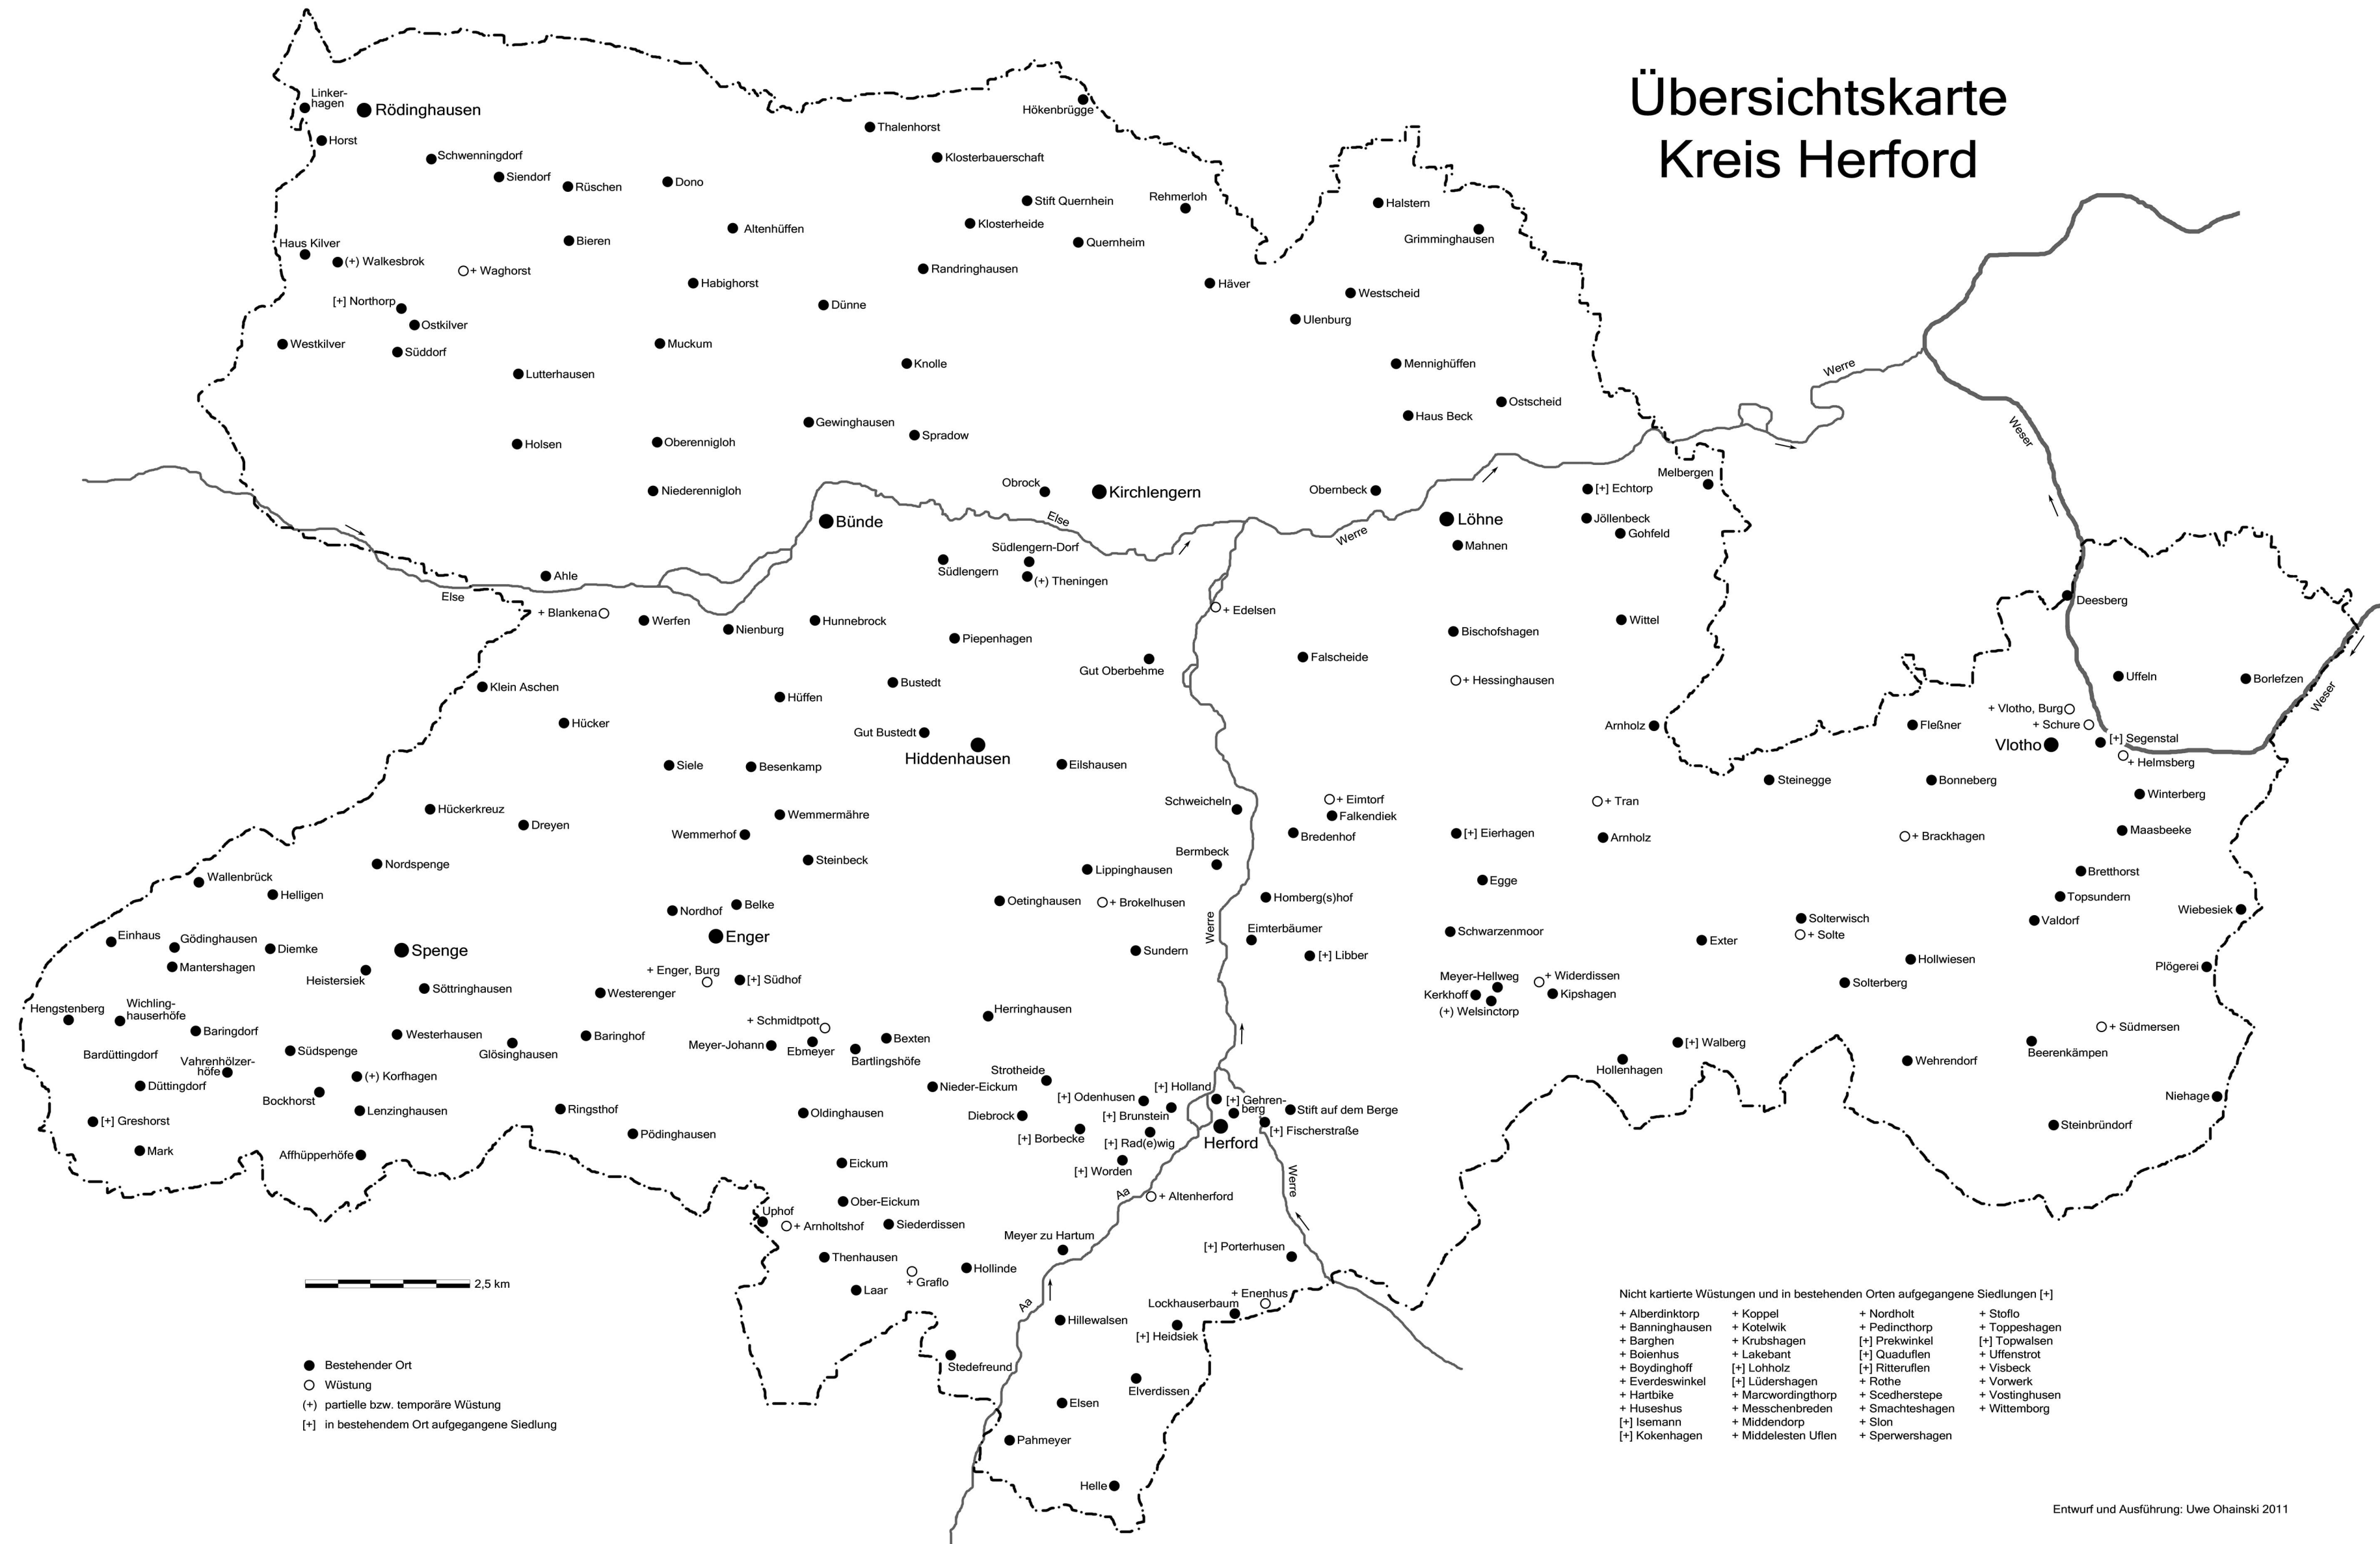 Übersichtskarte
Kreis Herford
Linker-
hagen
Rödinghausen
Hökenbrügge
Thalenhorst
Horst
Schwenningdorf
Klosterbauerschaft
Siendorf
Rüschen
Dono
Stift Quernhein
Rehmerloh
Halstern
Altenhüffen
Klosterheide
Grimminghausen
Haus Kilver
Bieren
Quernheim
(+) Walkesbrok
+ Waghorst
Randringhausen
Habighorst
Häver
Westscheid
[+] Northorp
Dünne
Ulenburg
Ostkilver
Westkilver
Süddorf
Muckum
Knolle
Mennighüffen
Werre
Lutterhausen
Haus Beck
Ostscheid
Gewinghausen
Spradow
Weser
Holsen
Oberennigloh
Melbergen
Niederennigloh
Obrock
Kirchlengern
Obernbeck
[+] Echtorp
Bünde
Else
Löhne
Jöllenbeck
Gohfeld
Werre
Südlengern-Dorf
Mahnen
Südlengern
(+) Theningen
Ahle
Else
Deesberg
+ Blankena
Werfen
Nienburg
Hunnebrock
+ Edelsen
Wittel
Piepenhagen
Bischofshagen
Gut Oberbehme
Falscheide
Klein Aschen
Bustedt
+ Hessinghausen
Uffeln
Borlefzen
Hüffen
Weser
Hücker
Gut Bustedt
Arnholz
Fleßner
+ Vlotho, Burg
+ Schure
Vlotho
[+] Segenstal
Hiddenhausen
+ Helmsberg
Siele
Besenkamp
Eilshausen
Steinegge
Bonneberg
Winterberg
Hückerkreuz
Schweicheln
+ Eimtorf
+ Tran
Dreyen
Wemmermähre
Falkendiek
Wemmerhof
Bredenhof
[+] Eierhagen
Arnholz
+ Brackhagen
Maasbeeke
Nordspenge
Steinbeck
Bermbeck
Lippinghausen
Bretthorst
Wallenbrück
Egge
Helligen
Oetinghausen
+ Brokelhusen
Homberg(s)hof
Topsundern
Nordhof
Belke
Wiebesiek
Einhaus
Gödinghausen
Diemke
Spenge
Enger
Werre
Eimterbäumer
Schwarzenmoor
Solterwisch
+ Solte
Valdorf
Exter
Sundern
[+] Libber
Mantershagen
Heistersiek
+ Enger, Burg
[+] Südhof
Hollwiesen
Plögerei
Söttringhausen
Westerenger
Meyer-Hellweg
+ Widerdissen
Solterberg
Kerkhoff
Kipshagen
(+) Welsinctorp
Hengstenberg
Wichling-
hauserhöfe
Herringhausen
Baringdorf
Westerhausen
+ Schmidtpott
+ Südmersen
Baringhof
Meyer-Johann
Ebmeyer
Bexten
Bartlingshöfe
[+] Walberg
Beerenkämpen
Bardüttingdorf
Vahrenhölzer-
höfe
Südspenge
Glösinghausen
Wehrendorf
Hollenhagen
Düttingdorf
(+) Korfhagen
Strotheide
Nieder-Eickum
[+] Holland
Bockhorst
Lenzinghausen
[+] Odenhusen
[+] Gehren-
berg
Stift auf dem Berge
Niehage
[+] Greshorst
Ringsthof
Oldinghausen
Diebrock
[+] Brunstein
[+] Fischerstraße
Steinbründorf
Pödinghausen
[+] Borbecke
[+] Rad(e)wig
Herford
Mark
Affhüpperhöfe
Eickum
[+] Worden
Aa
Werre
+ Altenherford
Ober-Eickum
Uphof
+ Arnholtshof
Siederdissen
Meyer zu Hartum
[+] Porterhusen
Thenhausen
Hollinde
+ Graflo
Laar
2,5 km
+ Enenhus
Lockhauserbaum
Aa
Hillewalsen
[+] Heidsiek
Stedefreund
Elverdissen
Elsen
Pahmeyer
Helle
Bestehender Ort
Wüstung
(+) partielle bzw. temporäre Wüstung
[+] in bestehendem Ort aufgegangene Siedlung
Nicht kartierte Wüstungen und in bestehenden Orten aufgegangene Siedlungen [+]
+ Alberdinktorp
+ Banninghausen
+ Barghen
+ Boienhus
+ Boydinghoff
+ Everdeswinkel
+ Hartbike
+ Huseshus
[+] Isemann
[+] Kokenhagen
+ Koppel
+ Kotelwik
+ Krubshagen
+ Lakebant
[+] Lohholz
[+] Lüdershagen
+ Marcwordingthorp
+ Messchenbreden
+ Middendorp
+ Middelesten Uflen
+ Nordholt
+ Pedincthorp
[+] Prekwinkel
[+] Quaduflen
[+] Ritteruflen
+ Rothe
+ Scedherstepe
+ Smachteshagen
+ Slon
+ Sperwershagen
+ Stoflo
+ Toppeshagen
[+] Topwalsen
+ Uffenstrot
+ Visbeck
+ Vorwerk
+ Vostinghusen
+ Wittemborg
Entwurf und Ausführung: Uwe Ohainski 2011